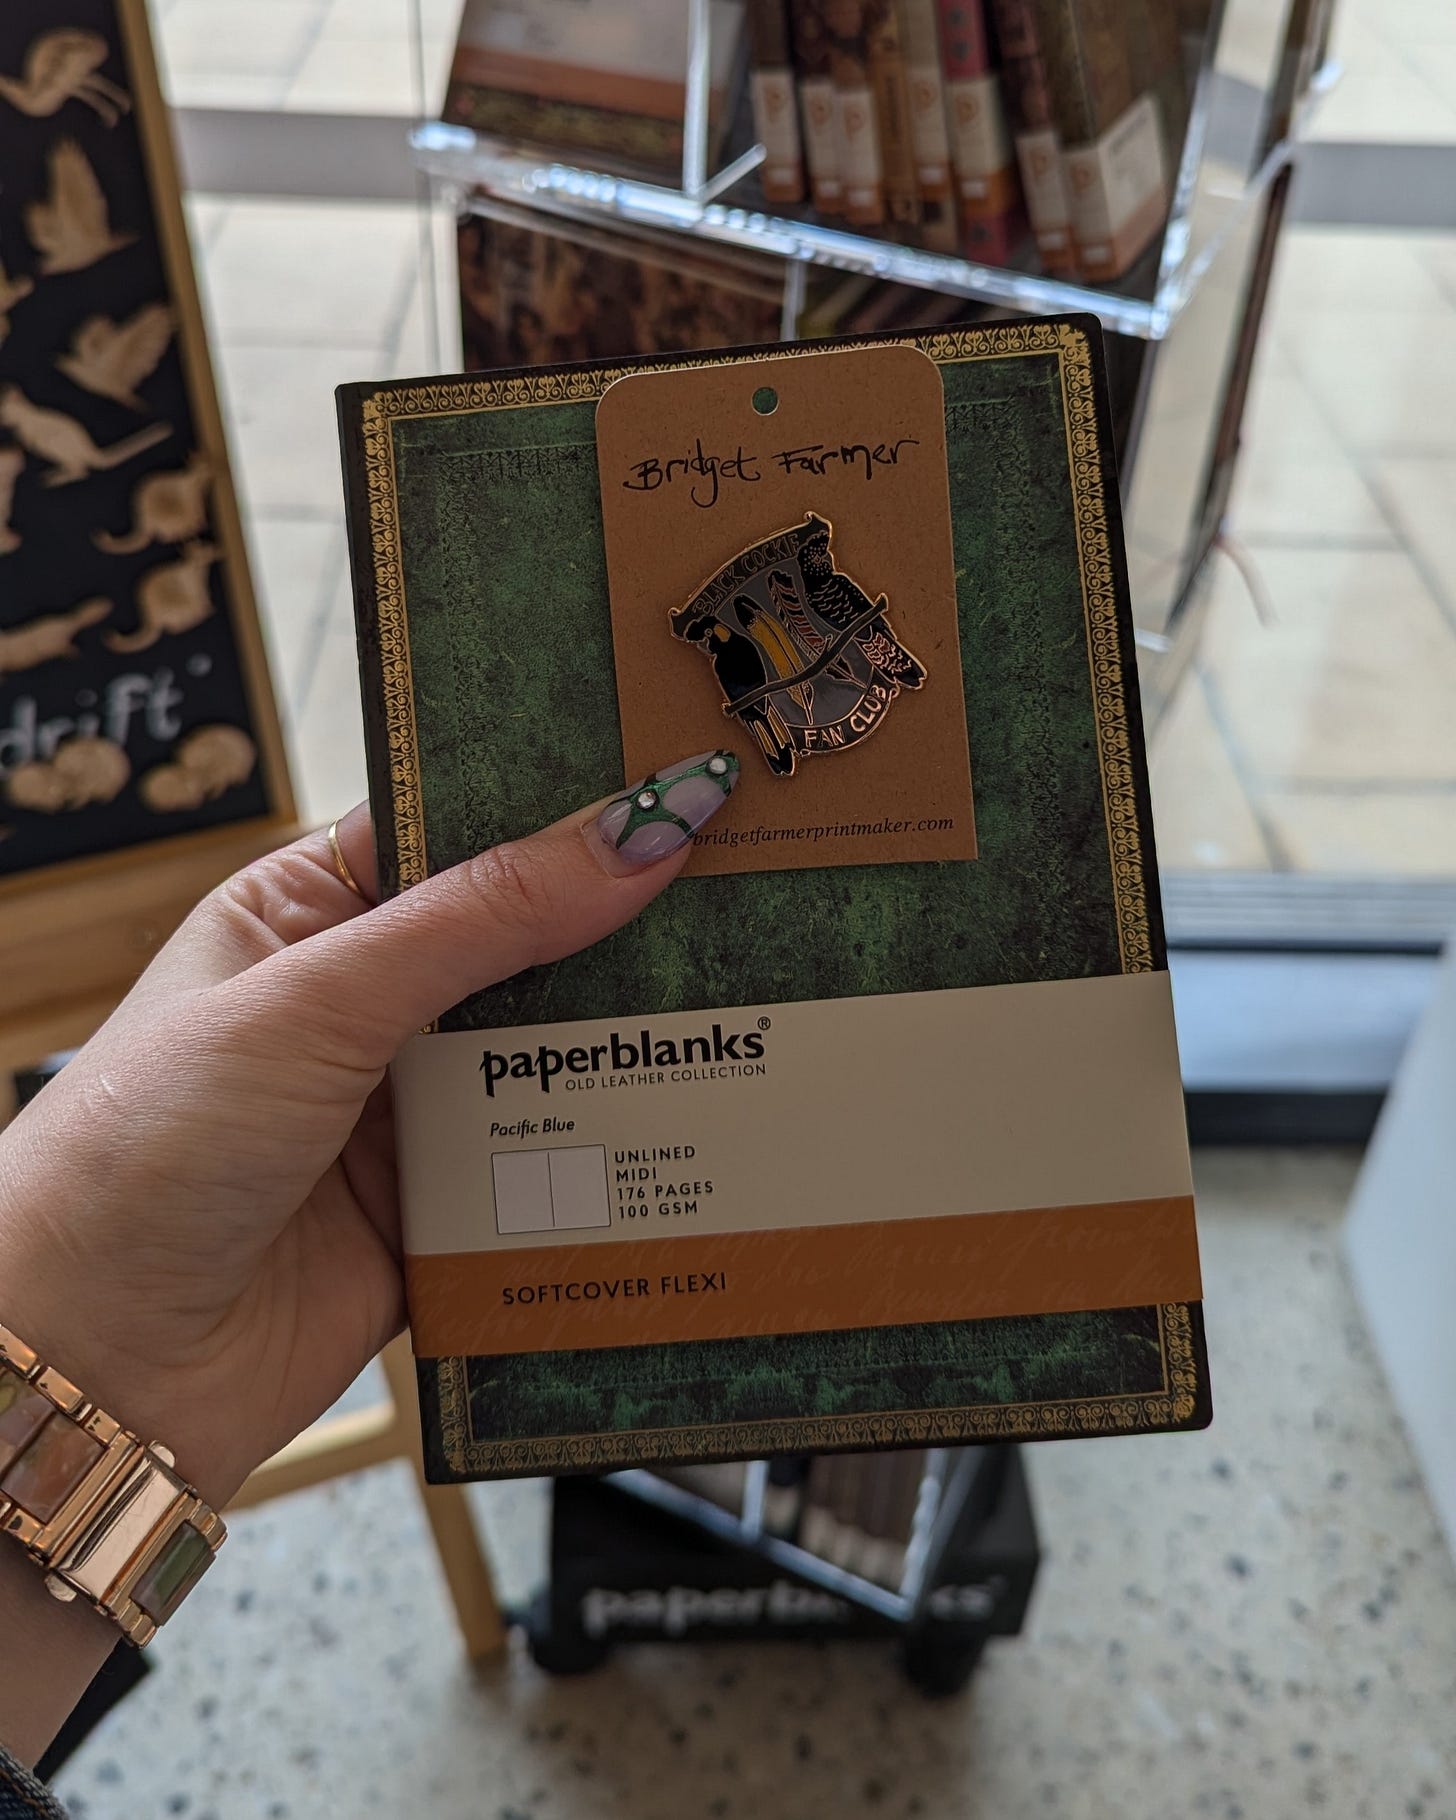 Bridget Farmer
BLACK COCKIE
FAN CLUB
bridgetfarmerprintmaker.com
paperblanks®
OLD LEATHER COLLECTION
Pacific Blue
UNLINED
MIDI
176 PAGES
100 GSM
SOFTCOVER FLEXI
drift